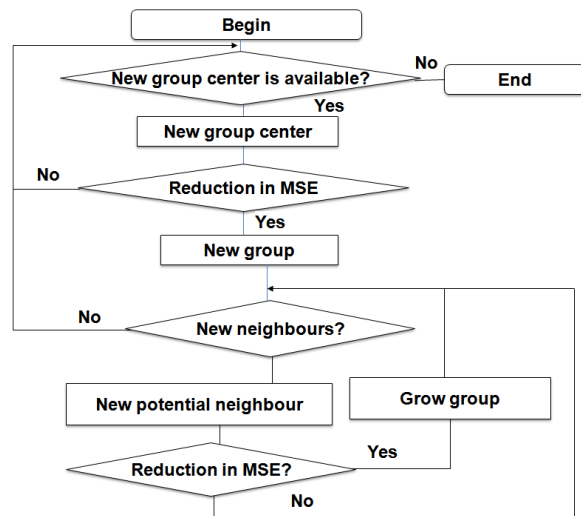 Begin
New group center is available?
No
End
Yes
New group center
No
Reduction in MSE
Yes
New group
No
New neighbours?
New potential neighbour
Grow group
Reduction in MSE?
Yes
No